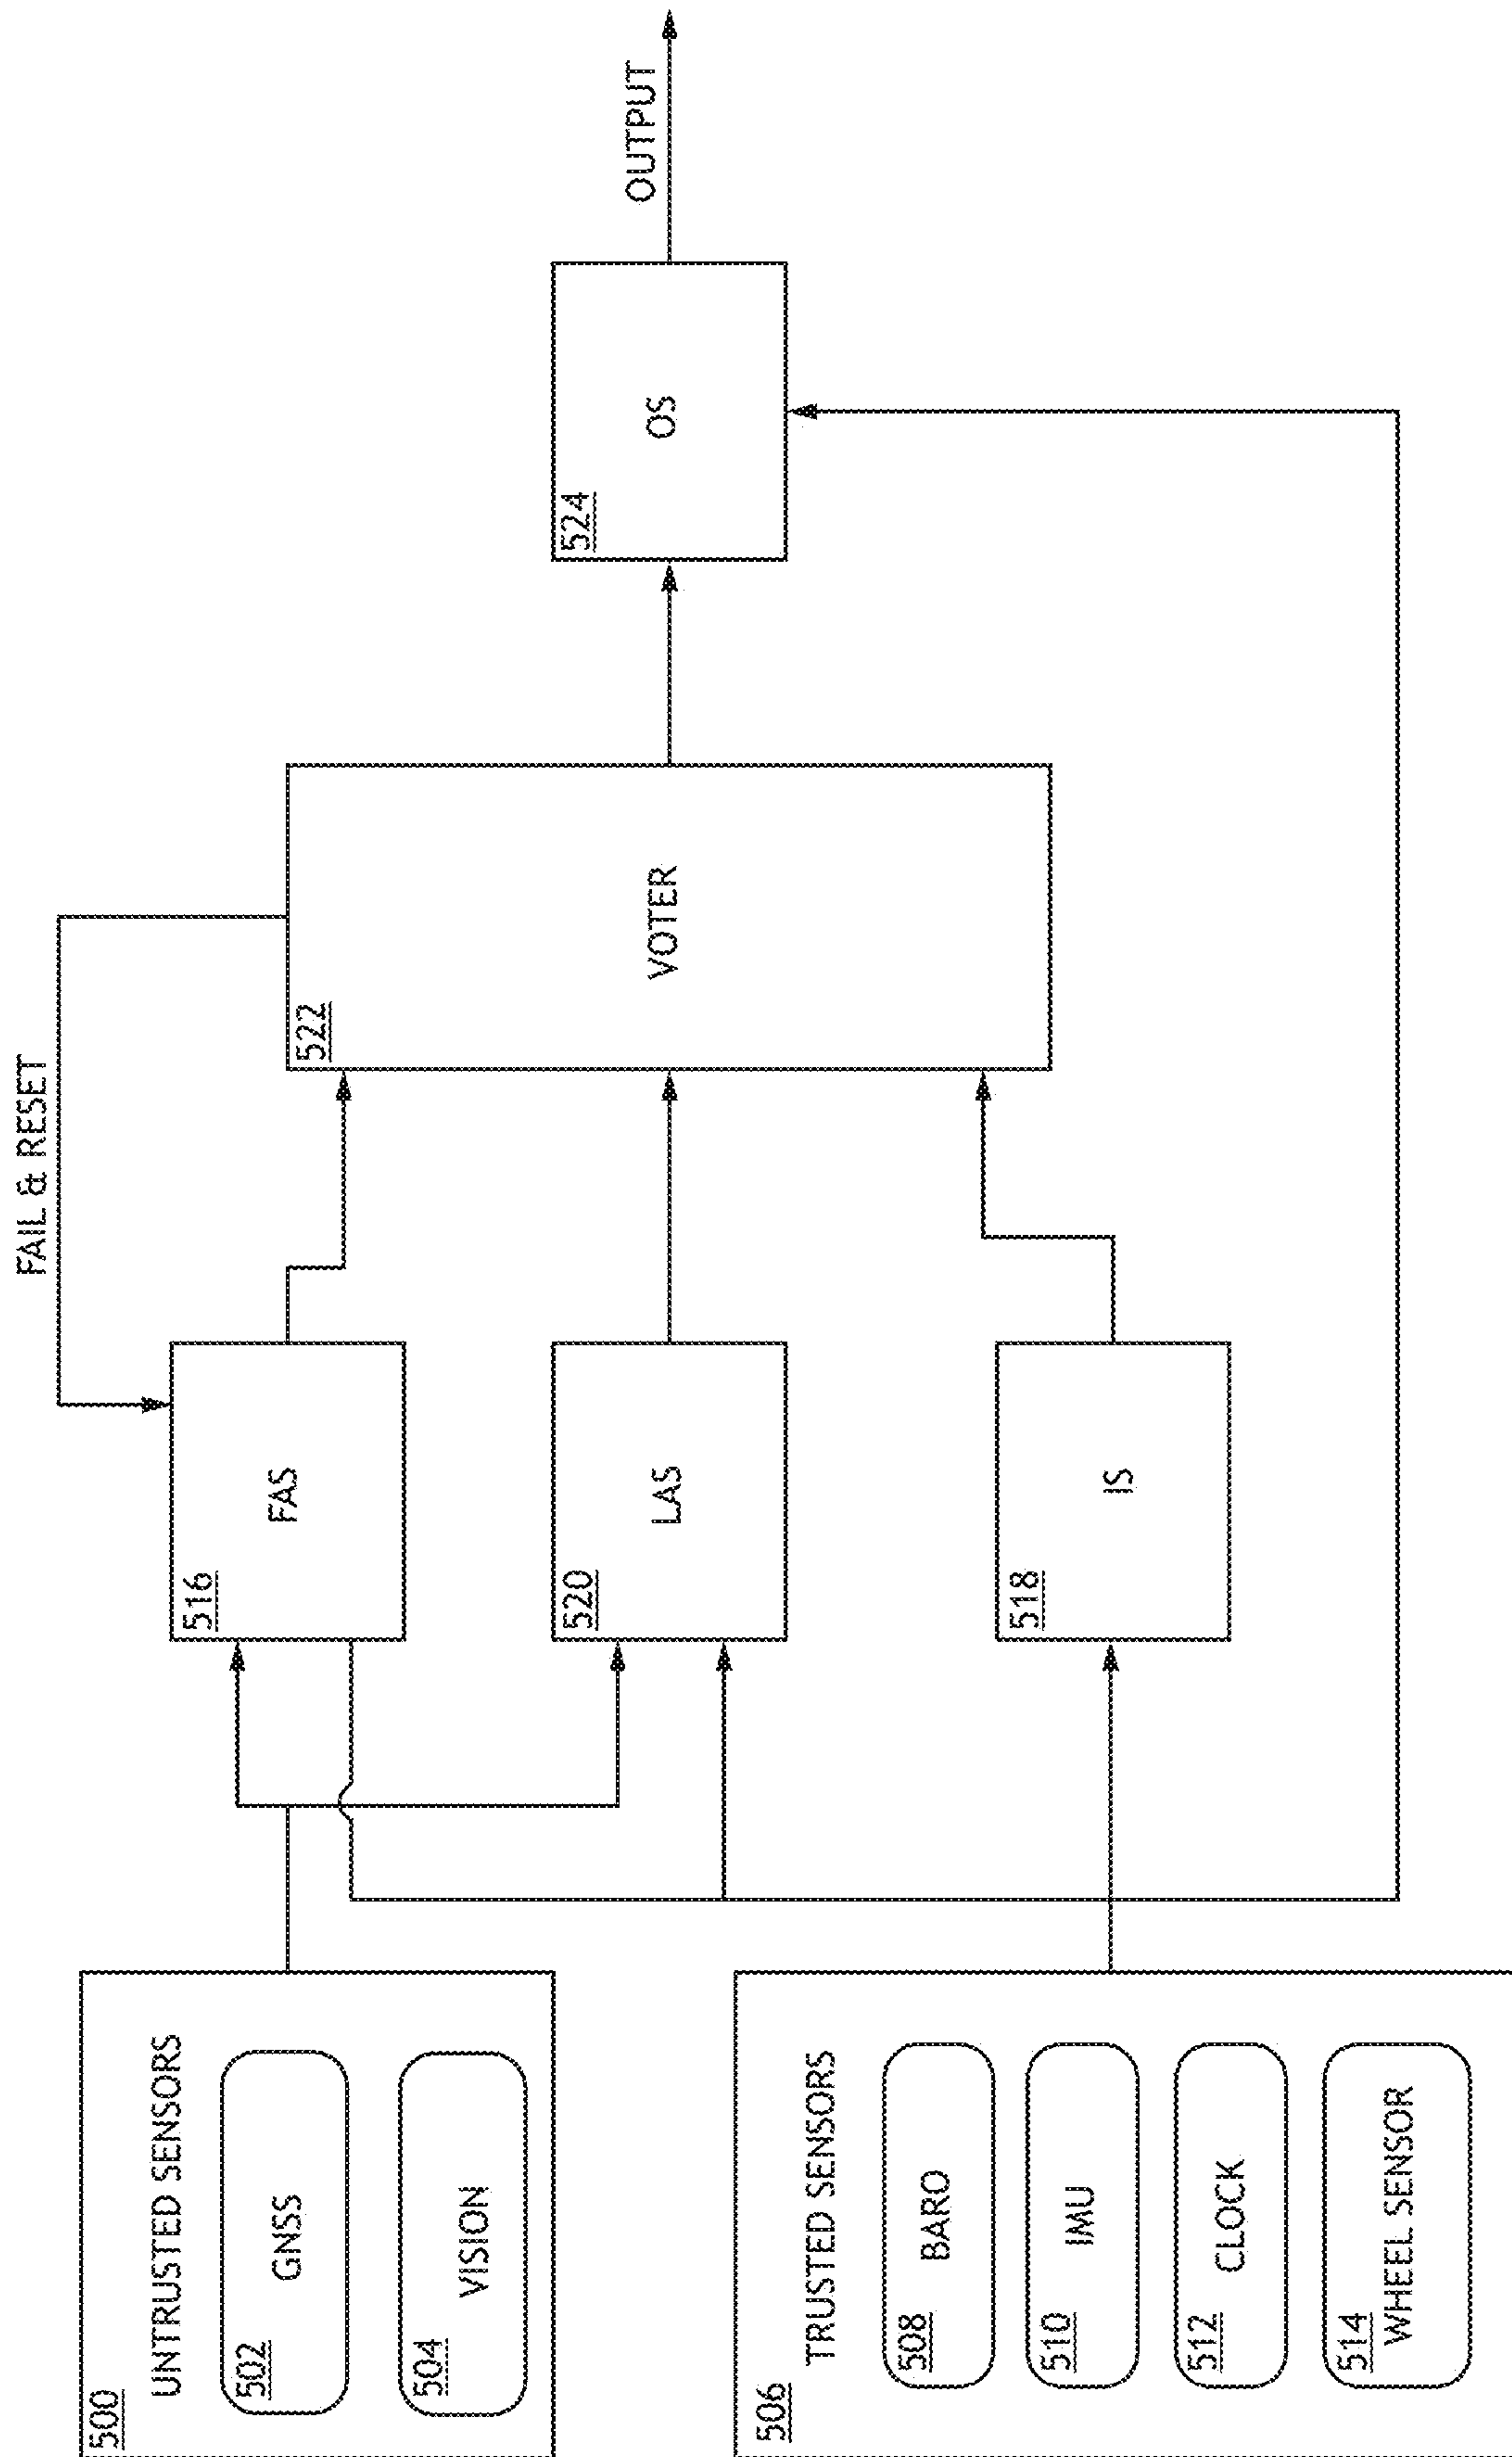 500
UNTRUSTED SENSORS
502
GNSS
504
VISION
506
TRUSTED SENSORS
508
BARO
510
IMU
512
CLOCK
514
WHEEL SENSOR
516
FAS
520
LAS
518
IS
FAIL & RESET
522
VOTER
524
OS
OUTPUT